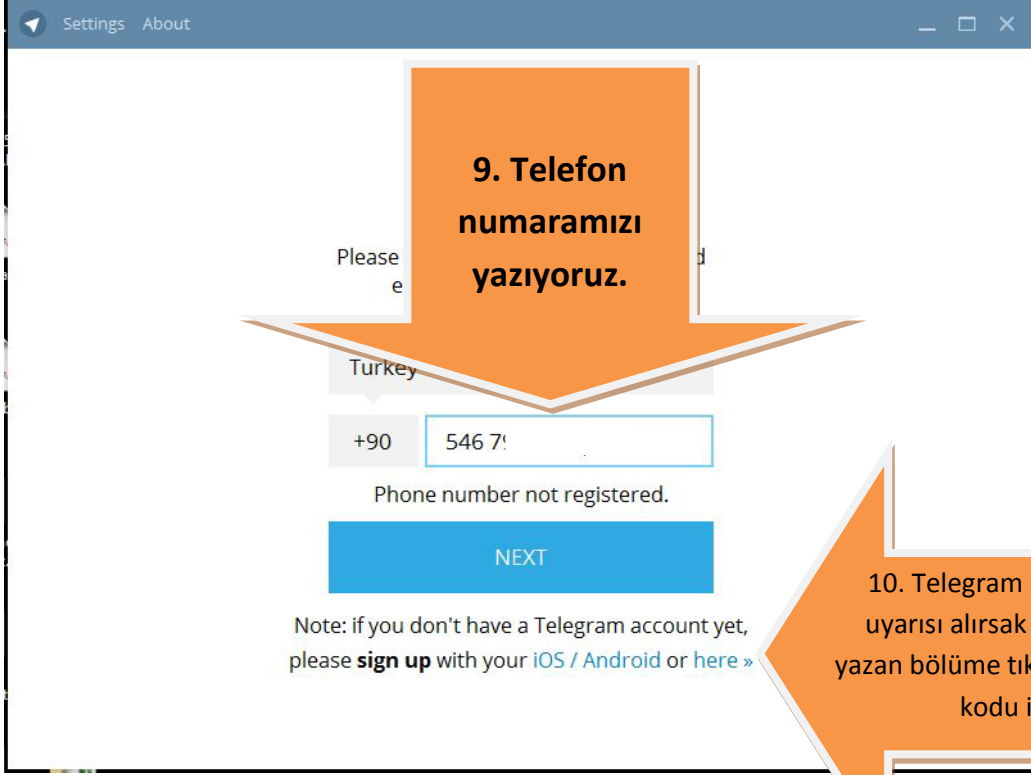 Settings About
9. Telefon
numaramızı
yazıyoruz.
Please
Turkey
+90 546 79
Phone number not registered.
NEXT
Note: if you don't have a Telegram account yet,
please sign up with your iOS / Android or here »
10. Telegram
uyarısı alırsak
yazan bölüme
kodu